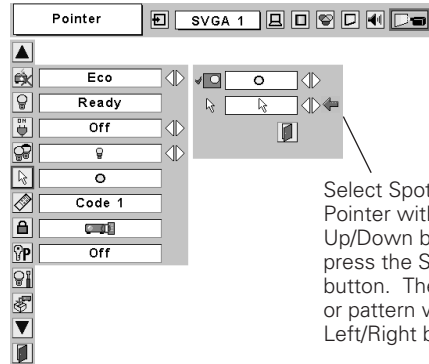 Pointer
SVGA 1
Eco
Ready
ON
Off
Code 1
P
Off
Select Spot
Pointer with
Up/Down b
press the S
button. The
or pattern v
Left/Right b